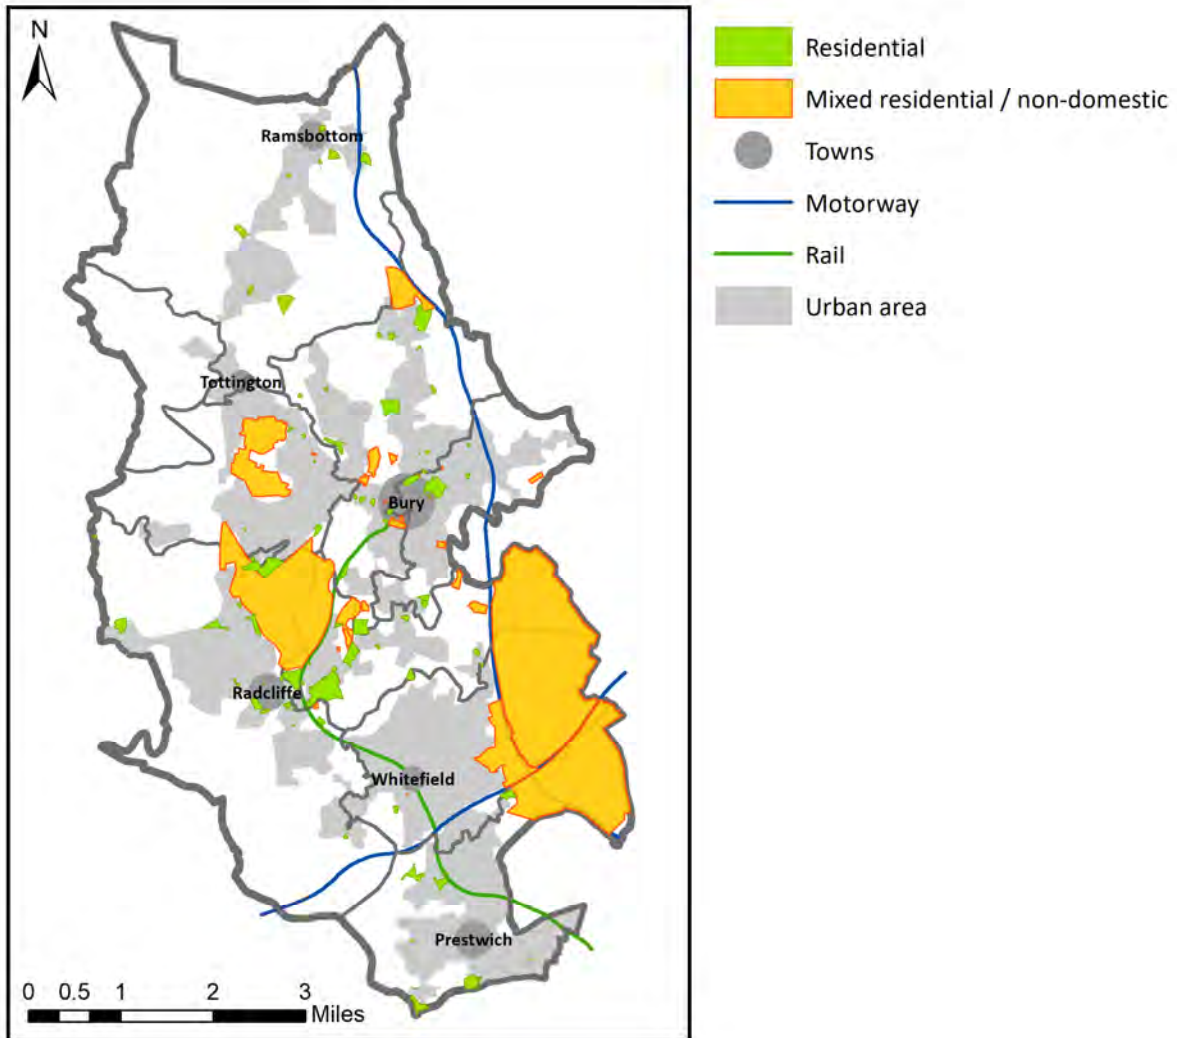 N
Ramsbottom
Tottington
Bury
Radcliffe
Whitefield
Prestwich
0 0.5 1 2 3
Miles
Residential
Mixed residential / non-domestic
Towns
Motorway
Rail
Urban area